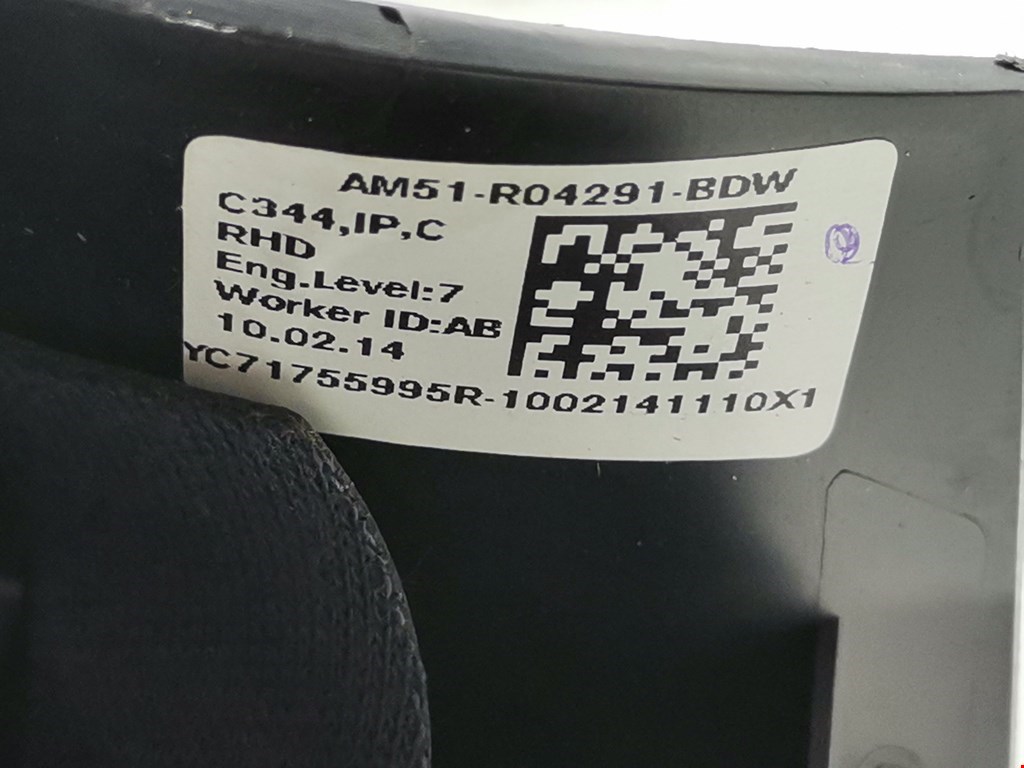 AM51-R04291-BDW
C344,IP,C
RHD
Eng.Level:7
Worker ID:AB
10.02.14
YC71755995R-1002141110X1